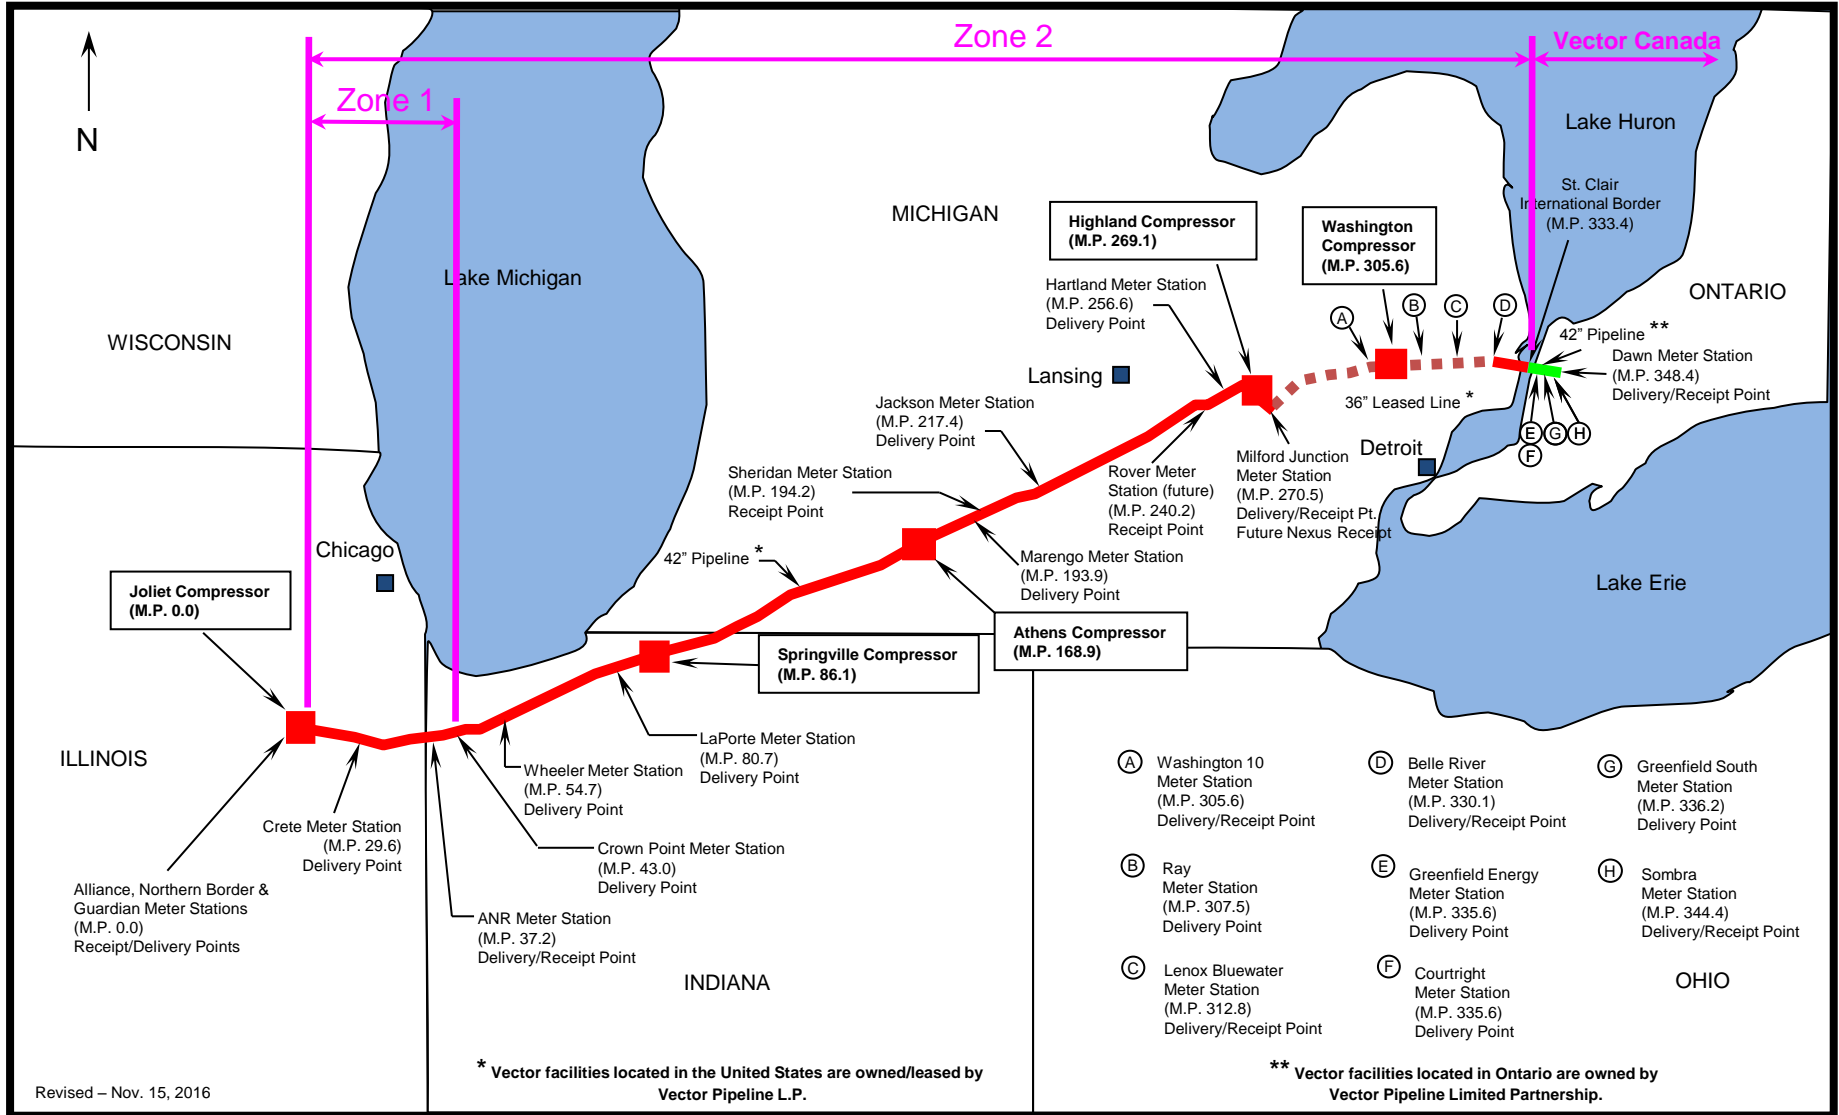 Zone 2
Vector Canada
Zone 1
N
Lake Huron
St. Clair
International Border
(M.P. 333.4)
MICHIGAN
Highland Compressor
(M.P. 269.1)
Washington
Compressor
(M.P. 305.6)
Lake Michigan
Hartland Meter Station
(M.P. 256.6)
Delivery Point
ONTARIO
A
B
C
D
WISCONSIN
42” Pipeline **
Dawn Meter Station
(M.P. 348.4)
Delivery/Receipt Point
Lansing
36” Leased Line *
Jackson Meter Station
(M.P. 217.4)
Delivery Point
E
G
H
F
Detroit
Sheridan Meter Station
(M.P. 194.2)
Receipt Point
Rover Meter
Station (future)
(M.P. 240.2)
Receipt Point
Milford Junction
Meter Station
(M.P. 270.5)
Delivery/Receipt Pt.
Future Nexus Receipt
Chicago
42” Pipeline *
Marengo Meter Station
(M.P. 193.9)
Delivery Point
Lake Erie
Joliet Compressor
(M.P. 0.0)
Athens Compressor
(M.P. 168.9)
Springville Compressor
(M.P. 86.1)
ILLINOIS
LaPorte Meter Station
(M.P. 80.7)
Delivery Point
Wheeler Meter Station
(M.P. 54.7)
Delivery Point
Crete Meter Station
(M.P. 29.6)
Delivery Point
Crown Point Meter Station
(M.P. 43.0)
Delivery Point
Alliance, Northern Border &
Guardian Meter Stations
(M.P. 0.0)
Receipt/Delivery Points
ANR Meter Station
(M.P. 37.2)
Delivery/Receipt Point
INDIANA
A Washington 10
Meter Station
(M.P. 305.6)
Delivery/Receipt Point
B Ray
Meter Station
(M.P. 307.5)
Delivery Point
C Lenox Bluewater
Meter Station
(M.P. 312.8)
Delivery/Receipt Point
D Belle River
Meter Station
(M.P. 330.1)
Delivery/Receipt Point
E Greenfield Energy
Meter Station
(M.P. 335.6)
Delivery Point
F Courtright
Meter Station
(M.P. 335.6)
Delivery Point
G Greenfield South
Meter Station
(M.P. 336.2)
Delivery Point
H Sombra
Meter Station
(M.P. 344.4)
Delivery/Receipt Point
OHIO
* Vector facilities located in the United States are owned/leased by
Vector Pipeline L.P.
** Vector facilities located in Ontario are owned by
Vector Pipeline Limited Partnership.
Revised – Nov. 15, 2016